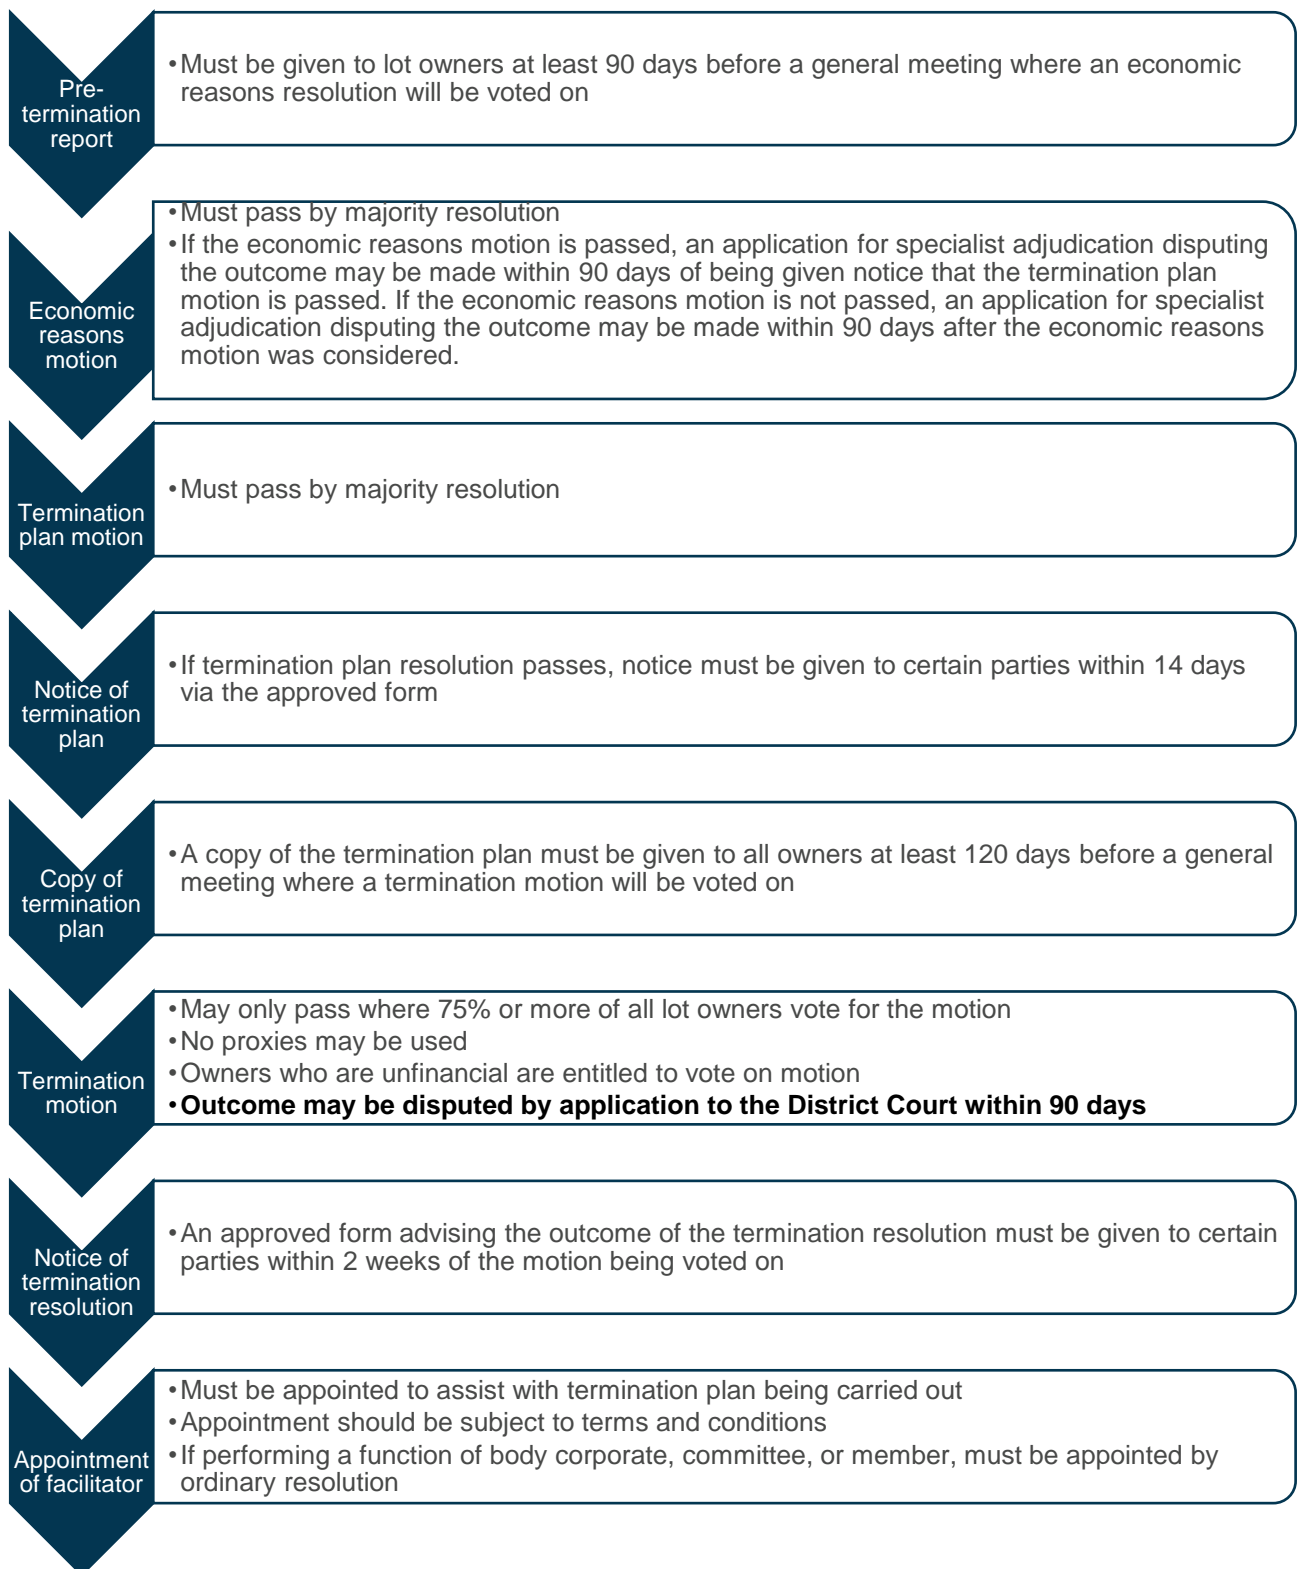 Pre-
termination
report
•Must be given to lot owners at least 90 days before a general meeting where an economic
reasons resolution will be voted on
Economic
reasons
motion
•Must pass by majority resolution
•If the economic reasons motion is passed, an application for specialist adjudication disputing
the outcome may be made within 90 days of being given notice that the termination plan
motion is passed. If the economic reasons motion is not passed, an application for specialist
adjudication disputing the outcome may be made within 90 days after the economic reasons
motion was considered.
Termination
plan motion
•Must pass by majority resolution
Notice of
termination
plan
•If termination plan resolution passes, notice must be given to certain parties within 14 days
via the approved form
Copy of
termination
plan
•A copy of the termination plan must be given to all owners at least 120 days before a general
meeting where a termination motion will be voted on
Termination
motion
•May only pass where 75% or more of all lot owners vote for the motion
•No proxies may be used
•Owners who are unfinancial are entitled to vote on motion
•Outcome may be disputed by application to the District Court within 90 days
Notice of
termination
resolution
•An approved form advising the outcome of the termination resolution must be given to certain
parties within 2 weeks of the motion being voted on
Appointment
of facilitator
•Must be appointed to assist with termination plan being carried out
•Appointment should be subject to terms and conditions
•If performing a function of body corporate, committee, or member, must be appointed by
ordinary resolution